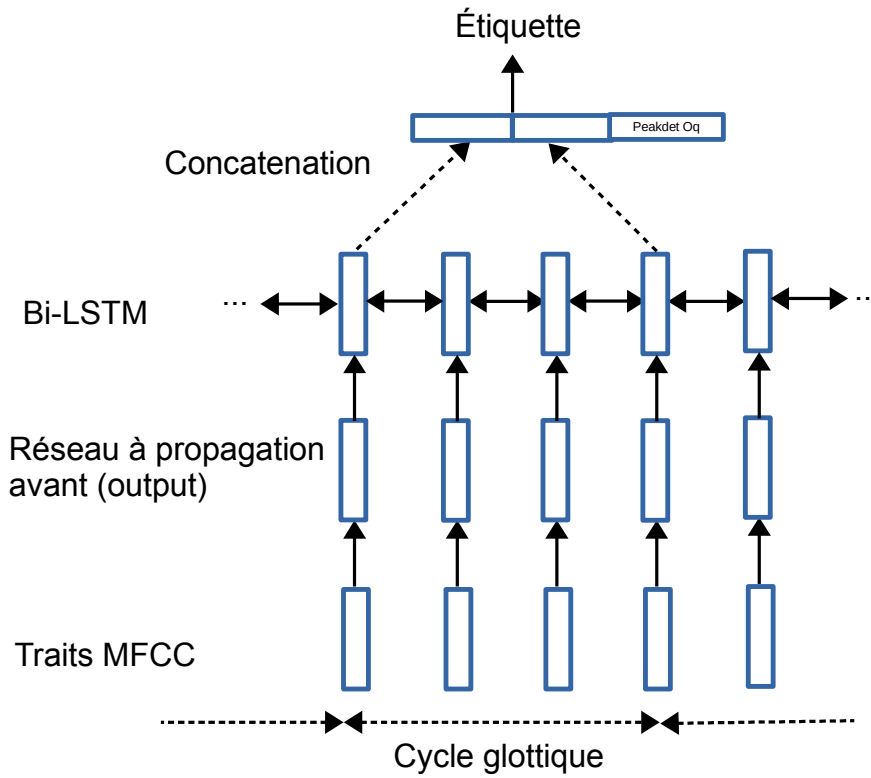 Étiquette
Peakdet Oq
Concatenation
... ..
Bi-LSTM
Réseau à propagation
avant (output)
Traits MFCC
Cycle glottique